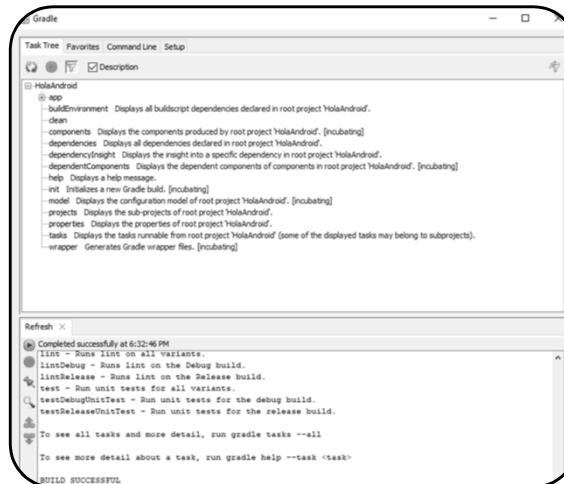 Gradle
Task Tree Favorites Command Line Setup
Description
HolaAndroid
app
buildEnvironment Displays all buildscript dependencies declared in root project 'HolaAndroid'.
clean
components Displays the components produced by root project 'HolaAndroid'. [incubating]
dependencies Displays all dependencies declared in root project 'HolaAndroid'.
dependencyInsight Displays the insight into a specific dependency in root project 'HolaAndroid'.
dependentComponents Displays the dependent components of components in root project 'HolaAndroid'. [incubating]
help Displays a help message.
init Initializes a new Gradle build. [incubating]
model Displays the configuration model of root project 'HolaAndroid'. [incubating]
projects Displays the sub-projects of root project 'HolaAndroid'.
properties Displays the properties of root project 'HolaAndroid'.
tasks Displays the tasks runnable from root project 'HolaAndroid' (some of the displayed tasks may belong to subprojects).
wrapper Generates Gradle wrapper files. [incubating]
Refresh
Completed successfully at 6:32:46 PM
lint - Runs lint on all variants.
lintDebug - Runs lint on the Debug build.
lintRelease - Runs lint on the Release build.
test - Run unit tests for all variants.
testDebugUnitTest - Run unit tests for the debug build.
testReleaseUnitTest - Run unit tests for the release build.
To see all tasks and more detail, run gradle tasks --all
To see more detail about a task, run gradle help --task <task>
BUILD SUCCESSFUL